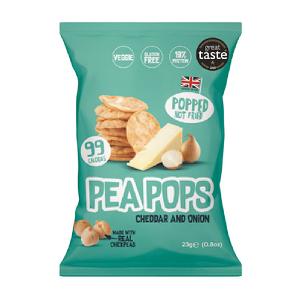 VEGGIE
GLUTEN
FREE
19%
PROTEIN
great
taste
POPPED
NOT FRIED
99
CALORIES
PEA POPS
CHEDDAR AND ONION
MADE WITH
REAL
CHICKPEAS
23g℮ (0.8oz)